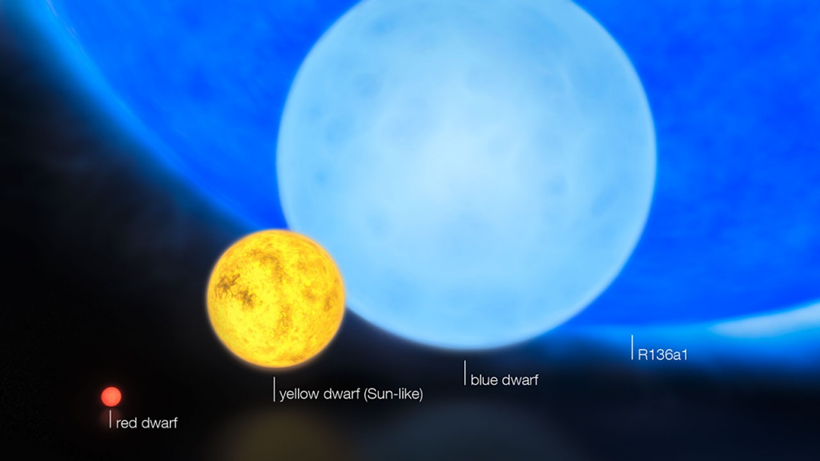 R136a1
blue dwarf
yellow dwarf (Sun-like)
red dwarf